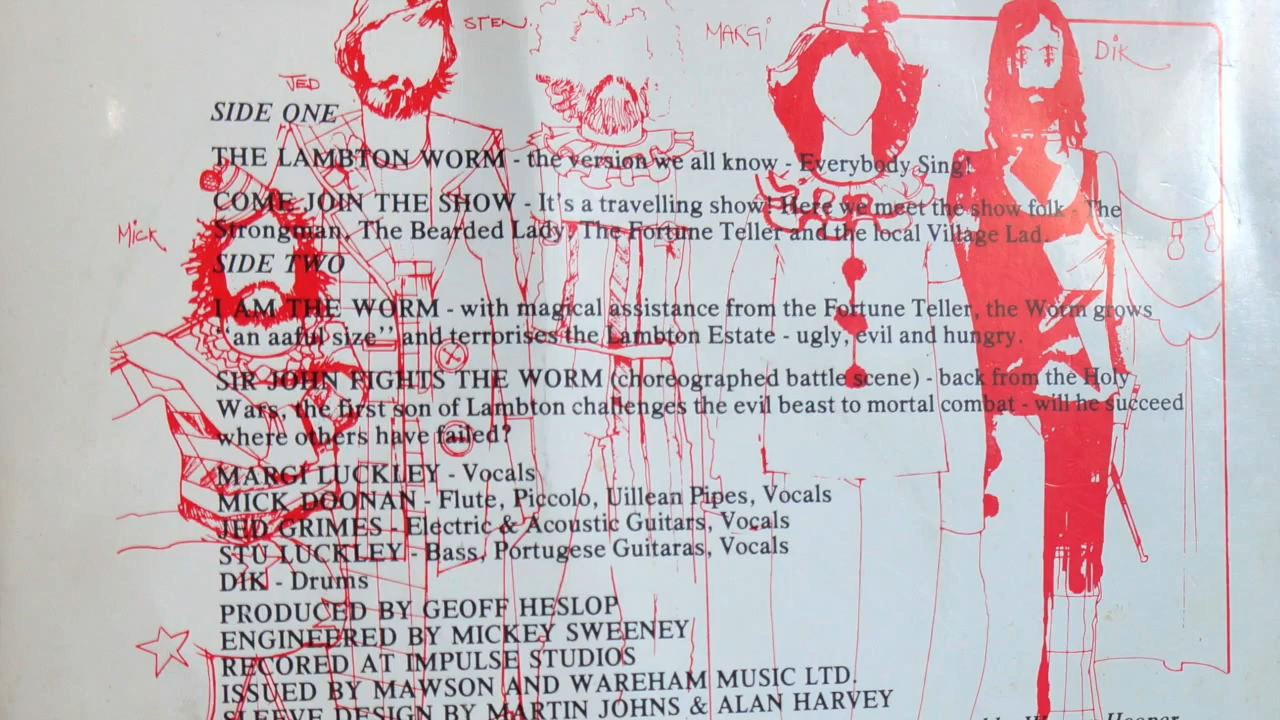 STEN.
MARGi
DiK
JED
SIDE ONE
THE LAMBTON WORM - the version we all know - Everybody Sing!
COME JOIN THE SHOW - It's a travelling show! Here we meet the show folk - The
Strongman, The Bearded Lady, The Fortune Teller and the local Village Lad.
MicK
SIDE TWO
I AM THE WORM - with magical assistance from the Fortune Teller, the Worm grows
"an aaful size" and terrorises the Lambton Estate - ugly, evil and hungry.
SIR JOHN FIGHTS THE WORM (choreographed battle scene) - back from the Holy
Wars, the first son of Lambton challenges the evil beast to mortal combat - will he succeed
where others have failed?
MARGI LUCKLEY - Vocals
MICK DOONAN - Flute, Piccolo, Uillean Pipes, Vocals
JED GRIMES - Electric & Acoustic Guitars, Vocals
STU LUCKLEY - Bass, Portugese Guitaras, Vocals
DIK - Drums
PRODUCED BY GEOFF HESLOP
ENGINEERED BY MICKEY SWEENEY
RECORED AT IMPULSE STUDIOS
ISSUED BY MAWSON AND WAREHAM MUSIC LTD.
SLEEVE DESIGN BY MARTIN JOHNS & ALAN HARVEY